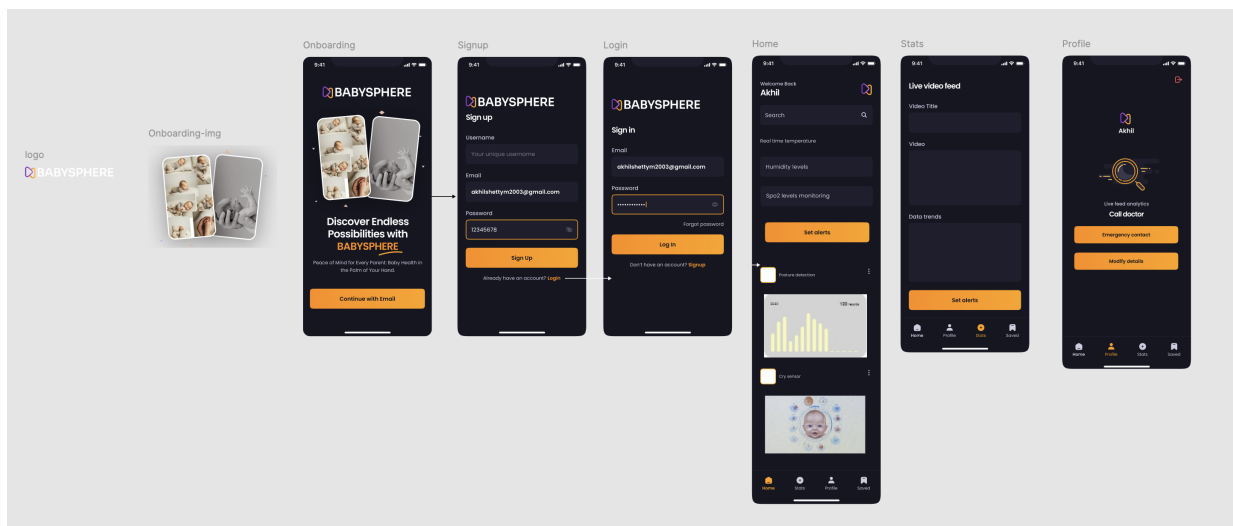 logo
BABYSPHERE
Onboarding-img
Onboarding
9:41
BABYSPHERE
Discover Endless
Possibilities with
BABYSPHERE
Peace of Mind for Every Parent: Baby Health in
the Palm of Your Hand.
Continue with Email
Signup
9:41
BABYSPHERE
Sign up
Username
Your unique username
Email
akhilshettym2003@gmail.com
Password
12345678
Sign Up
Already have an account? Login
Login
9:41
BABYSPHERE
Sign in
Email
akhilshettym2003@gmail.com
Password
Forgot password
Log In
Don't have an account? Signup
Home
9:41
Welcome Back
Akhil
Search
Real time temperature
Humidity levels
Spo2 levels monitoring
Set alerts
Posture detection
Cry sensor
Home
Stats
Profile
Saved
Stats
9:41
Live video feed
Video Title
Video
Data trends
Set alerts
Home
Profile
Stats
Saved
Profile
9:41
Akhil
Live feed analytics
Call doctor
Emergency contact
Modify details
Home
Profile
Stats
Saved